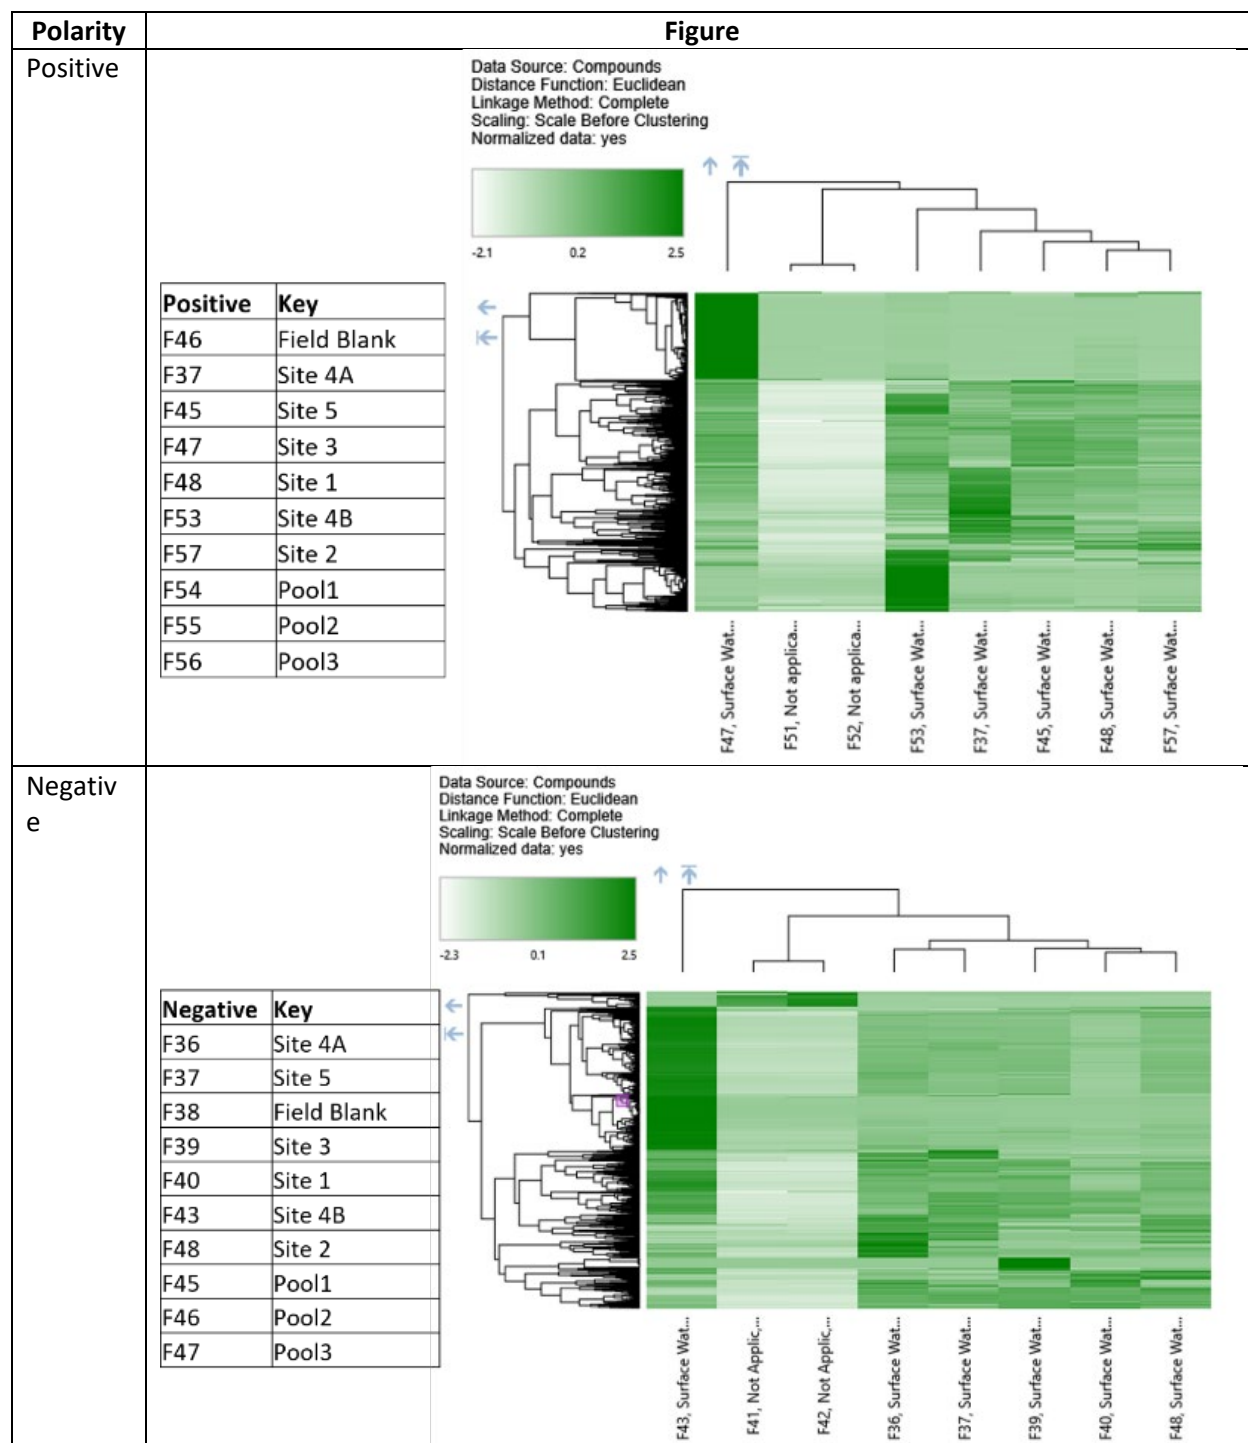 Polarity Figure
Positive
Data Source: Compounds
Distance Function: Euclidean
Linkage Method: Complete
Scaling: Scale Before Clustering
Normalized data: yes
-2.1 0.2 2.5
Positive Key
F46 Field Blank
F37 Site 4A
F45 Site 5
F47 Site 3
F48 Site 1
F53 Site 4B
F57 Site 2
F54 Pool1
F55 Pool2
F56 Pool3
F47, Surface Wat...
F51, Not applica...
F52, Not applica...
F53, Surface Wat...
F37, Surface Wat...
F45, Surface Wat...
F48, Surface Wat...
F57, Surface Wat...
Negativ
e
Data Source: Compounds
Distance Function: Euclidean
Linkage Method: Complete
Scaling: Scale Before Clustering
Normalized data: yes
-2.3 0.1 2.5
Negative Key
F36 Site 4A
F37 Site 5
F38 Field Blank
F39 Site 3
F40 Site 1
F43 Site 4B
F48 Site 2
F45 Pool1
F46 Pool2
F47 Pool3
F43, Surface Wat...
F41, Not Applic,...
F42, Not Applic,...
F36, Surface Wat...
F37, Surface Wat...
F39, Surface Wat...
F40, Surface Wat...
F48, Surface Wat...